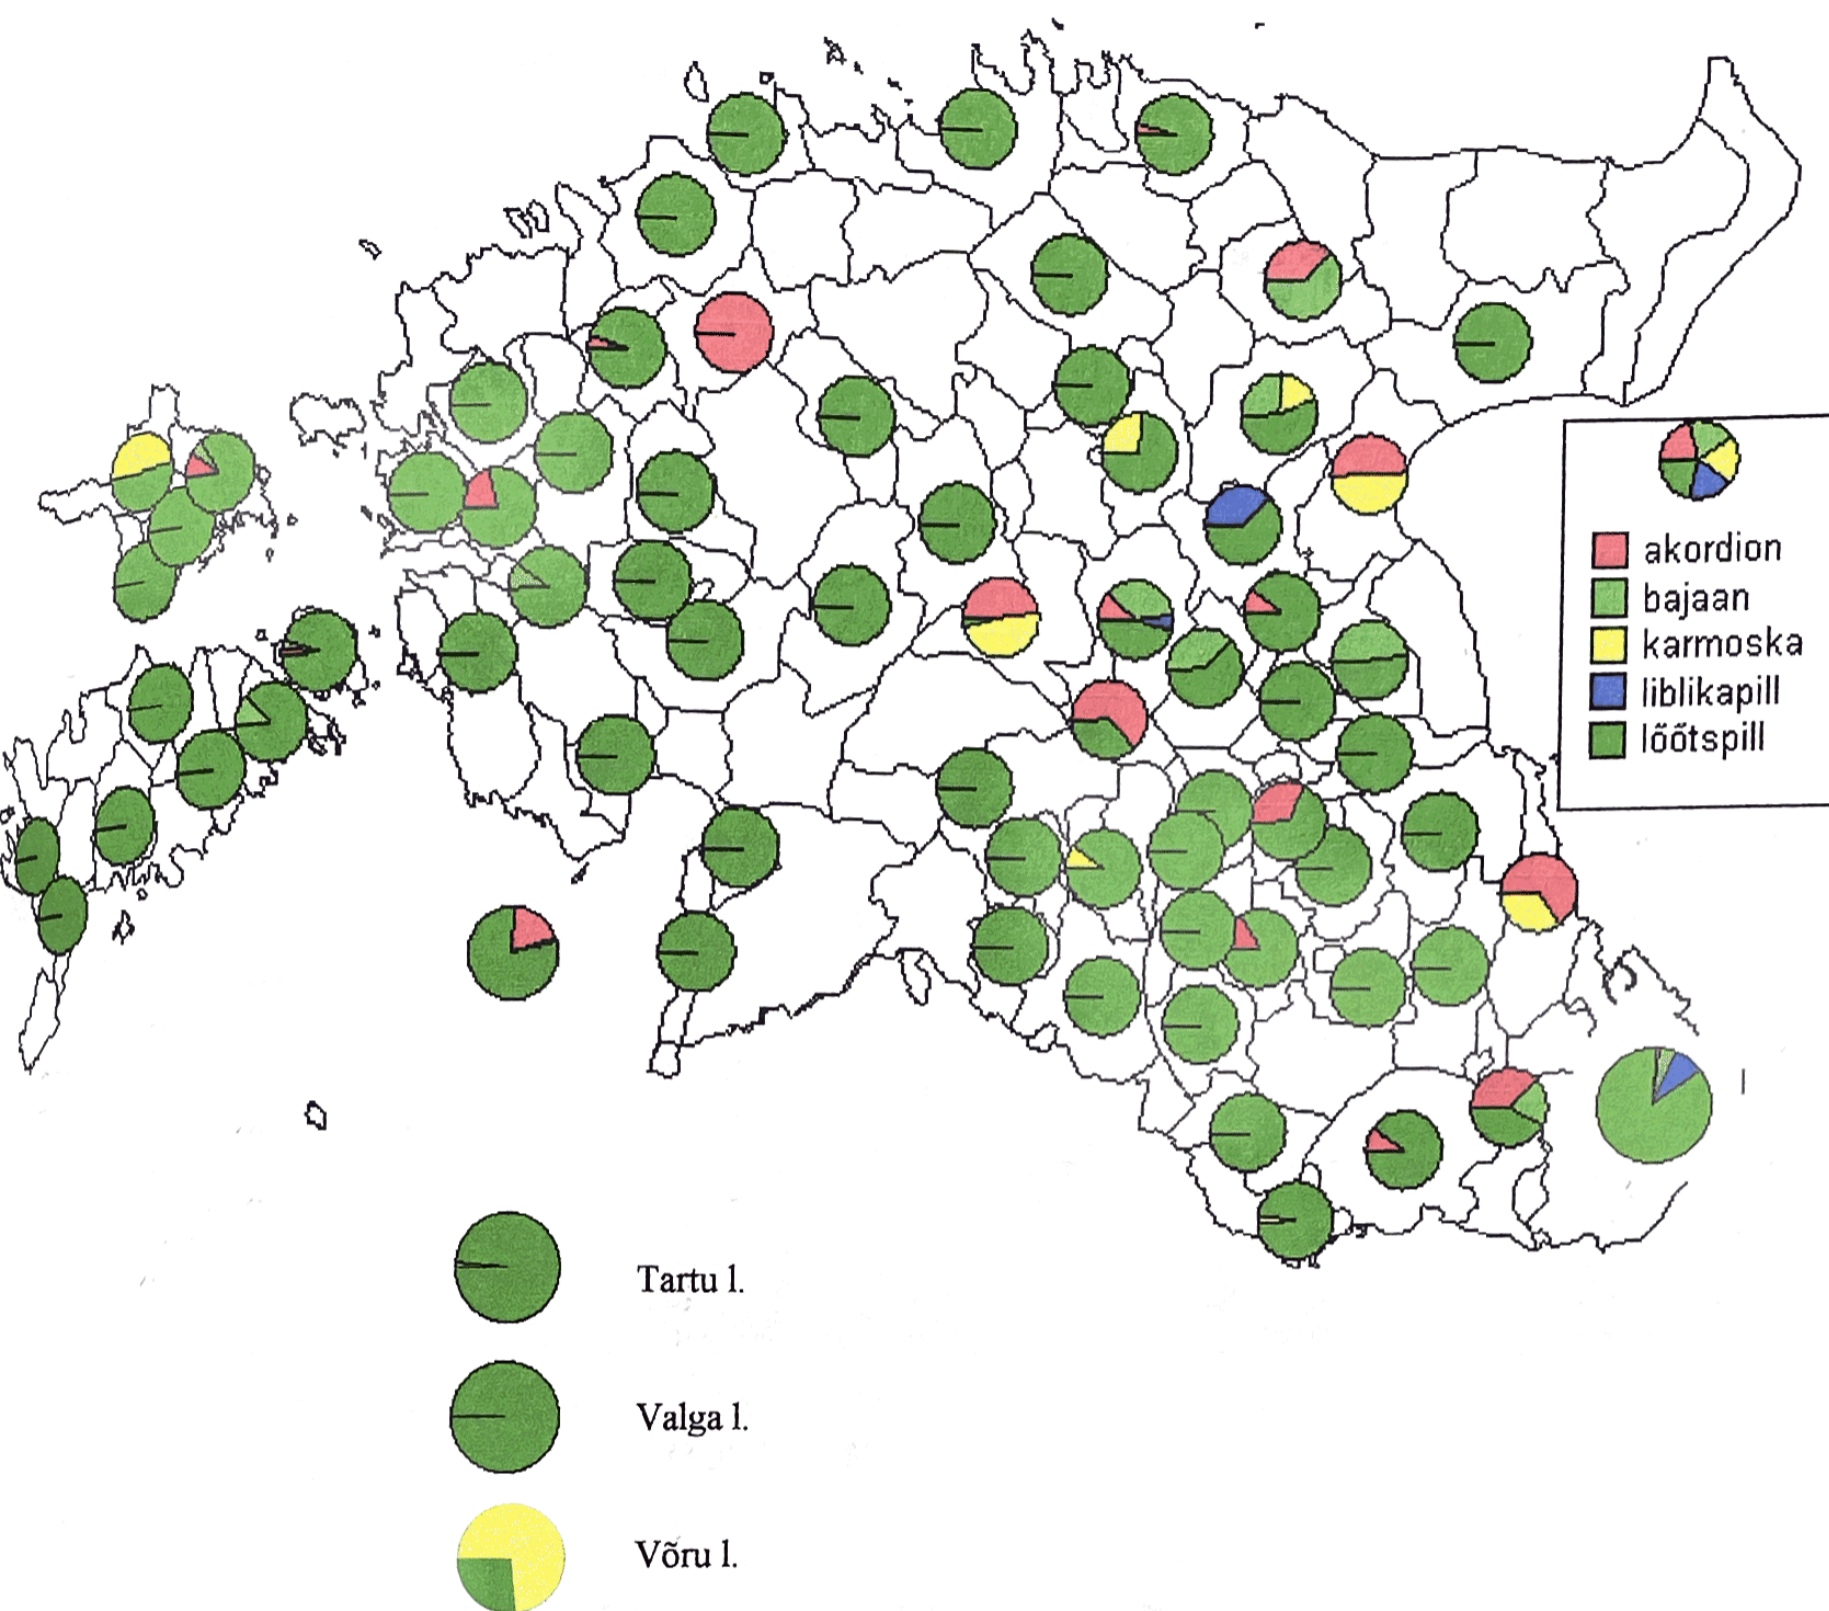 akordion
bajaan
karmoska
liblikapill
lõõtspill
Tartu l.
Valga l.
Võru l.